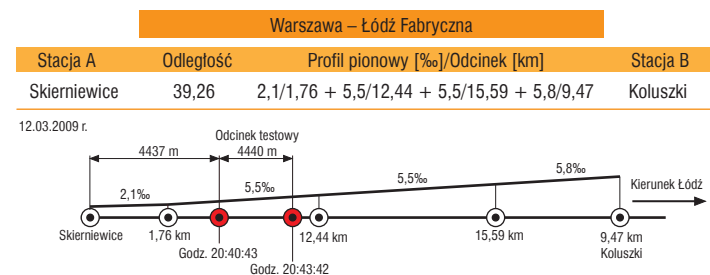 Warszawa – Łódź Fabryczna
Stacja A Odległość Profil pionowy [‰]/Odcinek [km] Stacja B
Skierniewice 39,26 2,1/1,76 + 5,5/12,44 + 5,5/15,59 + 5,8/9,47 Koluszki
12.03.2009 r.
Odcinek testowy
4437 m 4440 m
2,1‰ 5,5‰ 5,5‰ 5,8‰
Kierunek Łódź
Skierniewice 1,76 km 12,44 km 15,59 km 9,47 km
Koluszki
Godz. 20:40:43
Godz. 20:43:42